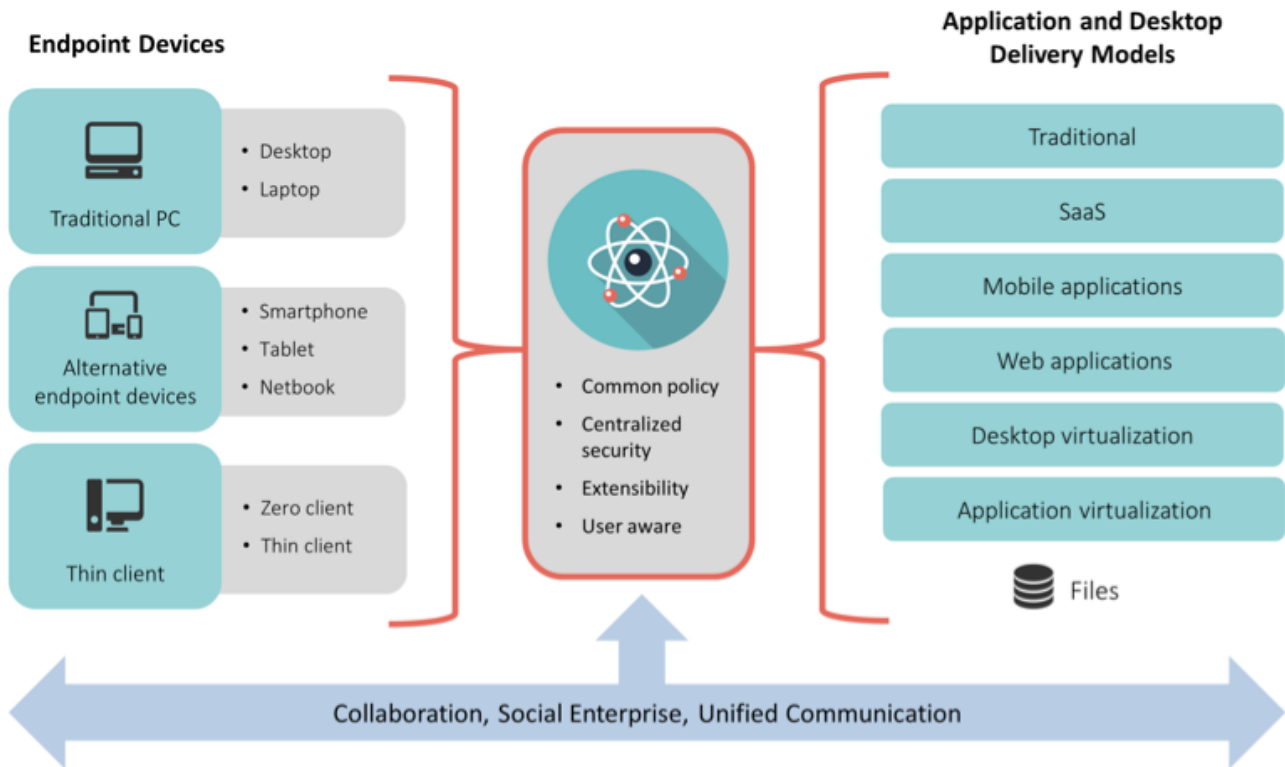 Endpoint Devices
Application and Desktop
Delivery Models
Traditional PC
• Desktop
• Laptop
Alternative
endpoint devices
• Smartphone
• Tablet
• Netbook
Thin client
• Zero client
• Thin client
• Common policy
• Centralized
security
• Extensibility
• User aware
Traditional
SaaS
Mobile applications
Web applications
Desktop virtualization
Application virtualization
Files
Collaboration, Social Enterprise, Unified Communication